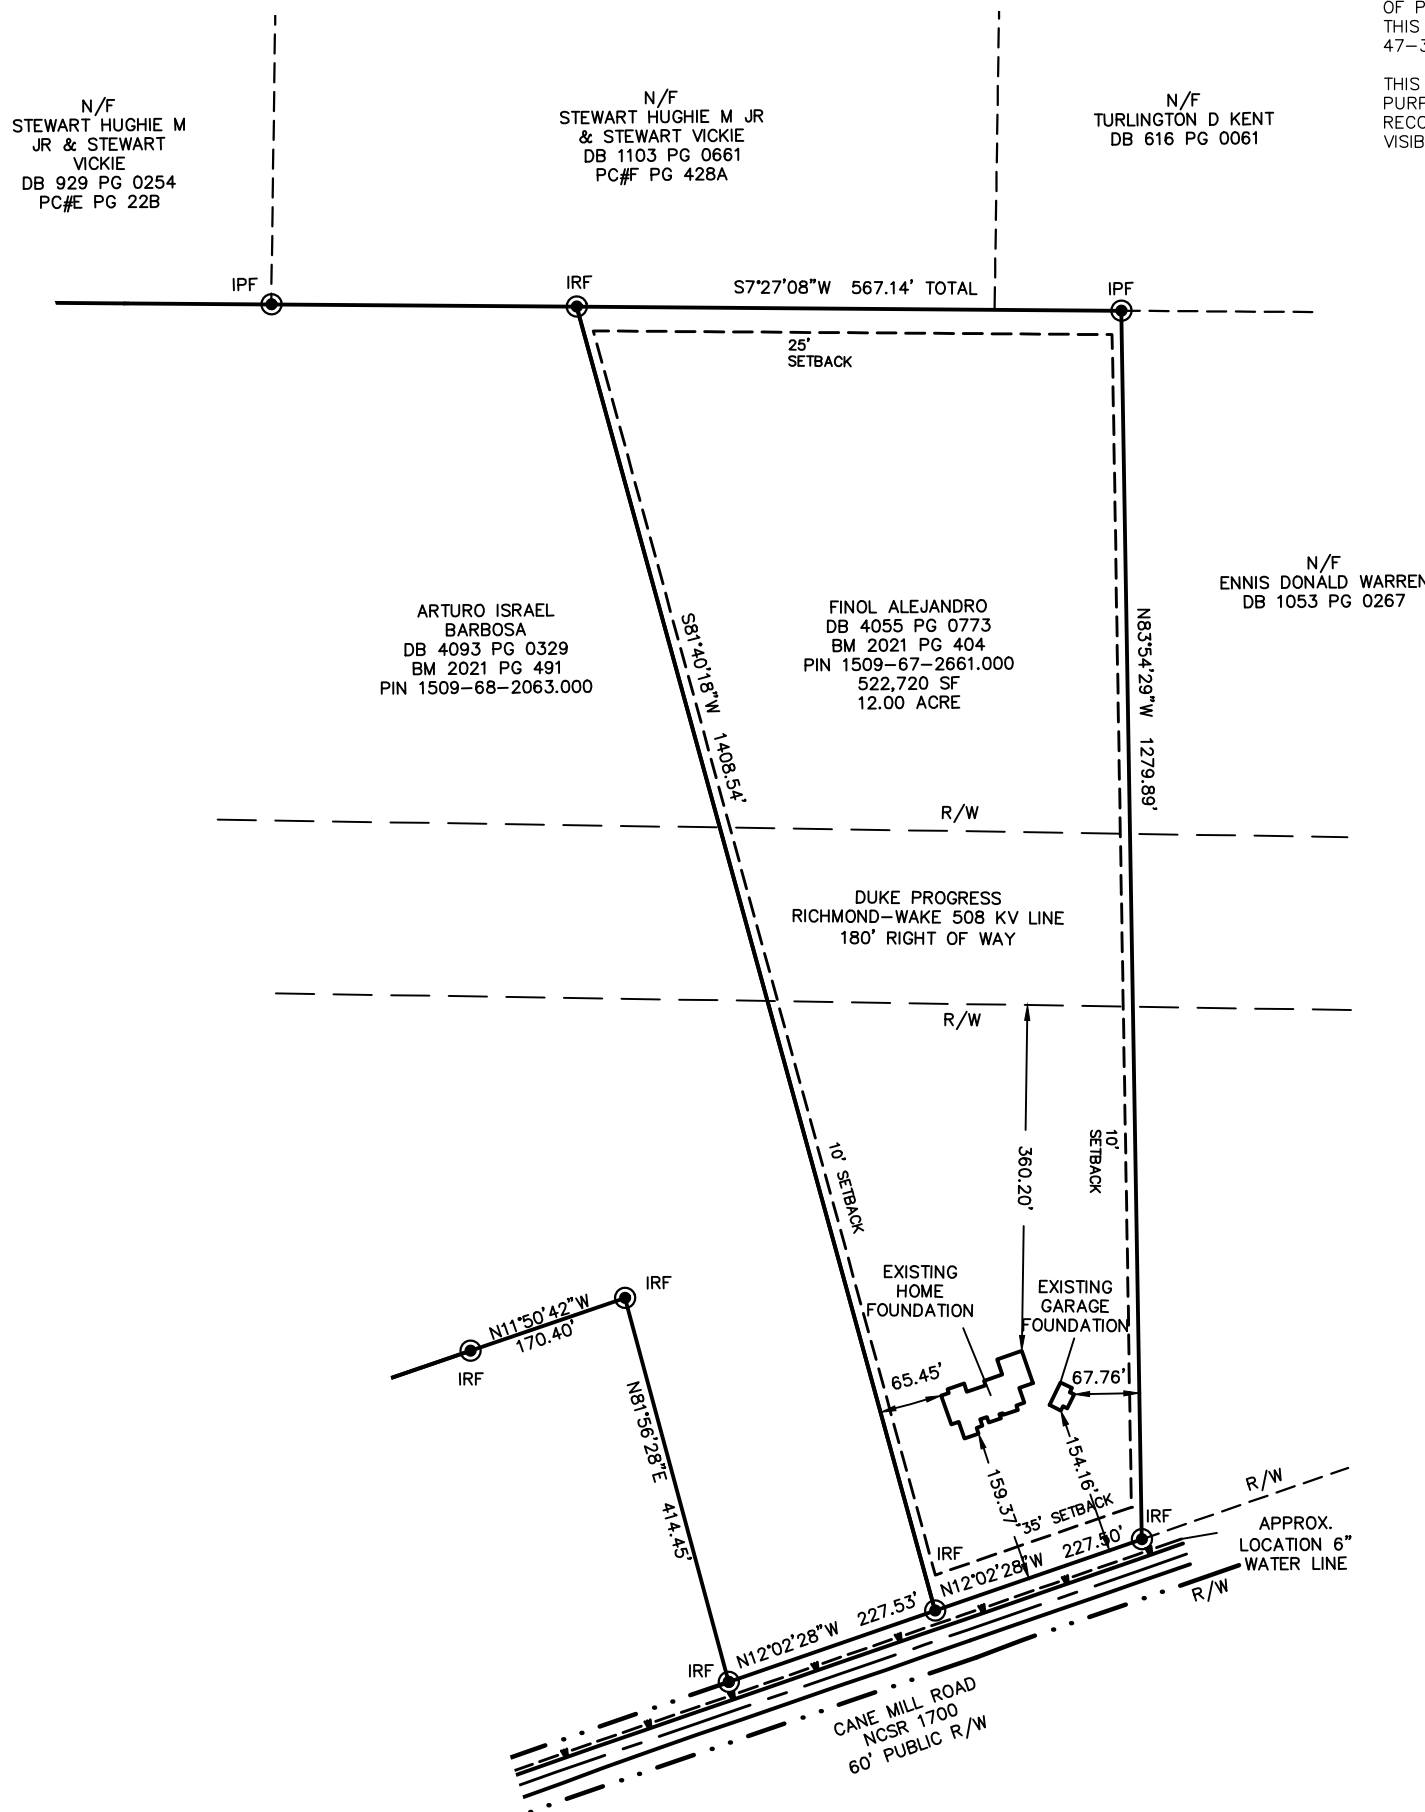 OF P
THIS
47-3
THIS
PURP
RECO
VISIB
N/F
STEWART HUGHIE M
JR & STEWART
VICKIE
DB 929 PG 0254
PC#E PG 22B
N/F
STEWART HUGHIE M JR
& STEWART VICKIE
DB 1103 PG 0661
PC#F PG 428A
N/F
TURLINGTON D KENT
DB 616 PG 0061
IPF
IRF
S7°27'08"W 567.14' TOTAL
IPF
25'
SETBACK
ARTURO ISRAEL
BARBOSA
DB 4093 PG 0329
BM 2021 PG 491
PIN 1509-68-2063.000
S81°40'18"W 1408.54'
FINOL ALEJANDRO
DB 4055 PG 0773
BM 2021 PG 404
PIN 1509-67-2661.000
522,720 SF
12.00 ACRE
N83°54'29"W 1279.89'
N/F
ENNIS DONALD WARREN
DB 1053 PG 0267
R/W
DUKE PROGRESS
RICHMOND-WAKE 508 KV LINE
180' RIGHT OF WAY
R/W
10' SETBACK
360.20'
10'
SETBACK
EXISTING
HOME
FOUNDATION
EXISTING
GARAGE
FOUNDATION
IRF
N11°50'42"W
170.40'
IRF
65.45'
67.76'
N81°56'28"E 414.45'
159.37'
154.16'
35' SETBACK
R/W
IRF
APPROX.
LOCATION 6"
WATER LINE
IRF
N12°02'28"W 227.50'
R/W
IRF
N12°02'28"W 227.53'
CANE MILL ROAD
NCSR 1700
60' PUBLIC R/W